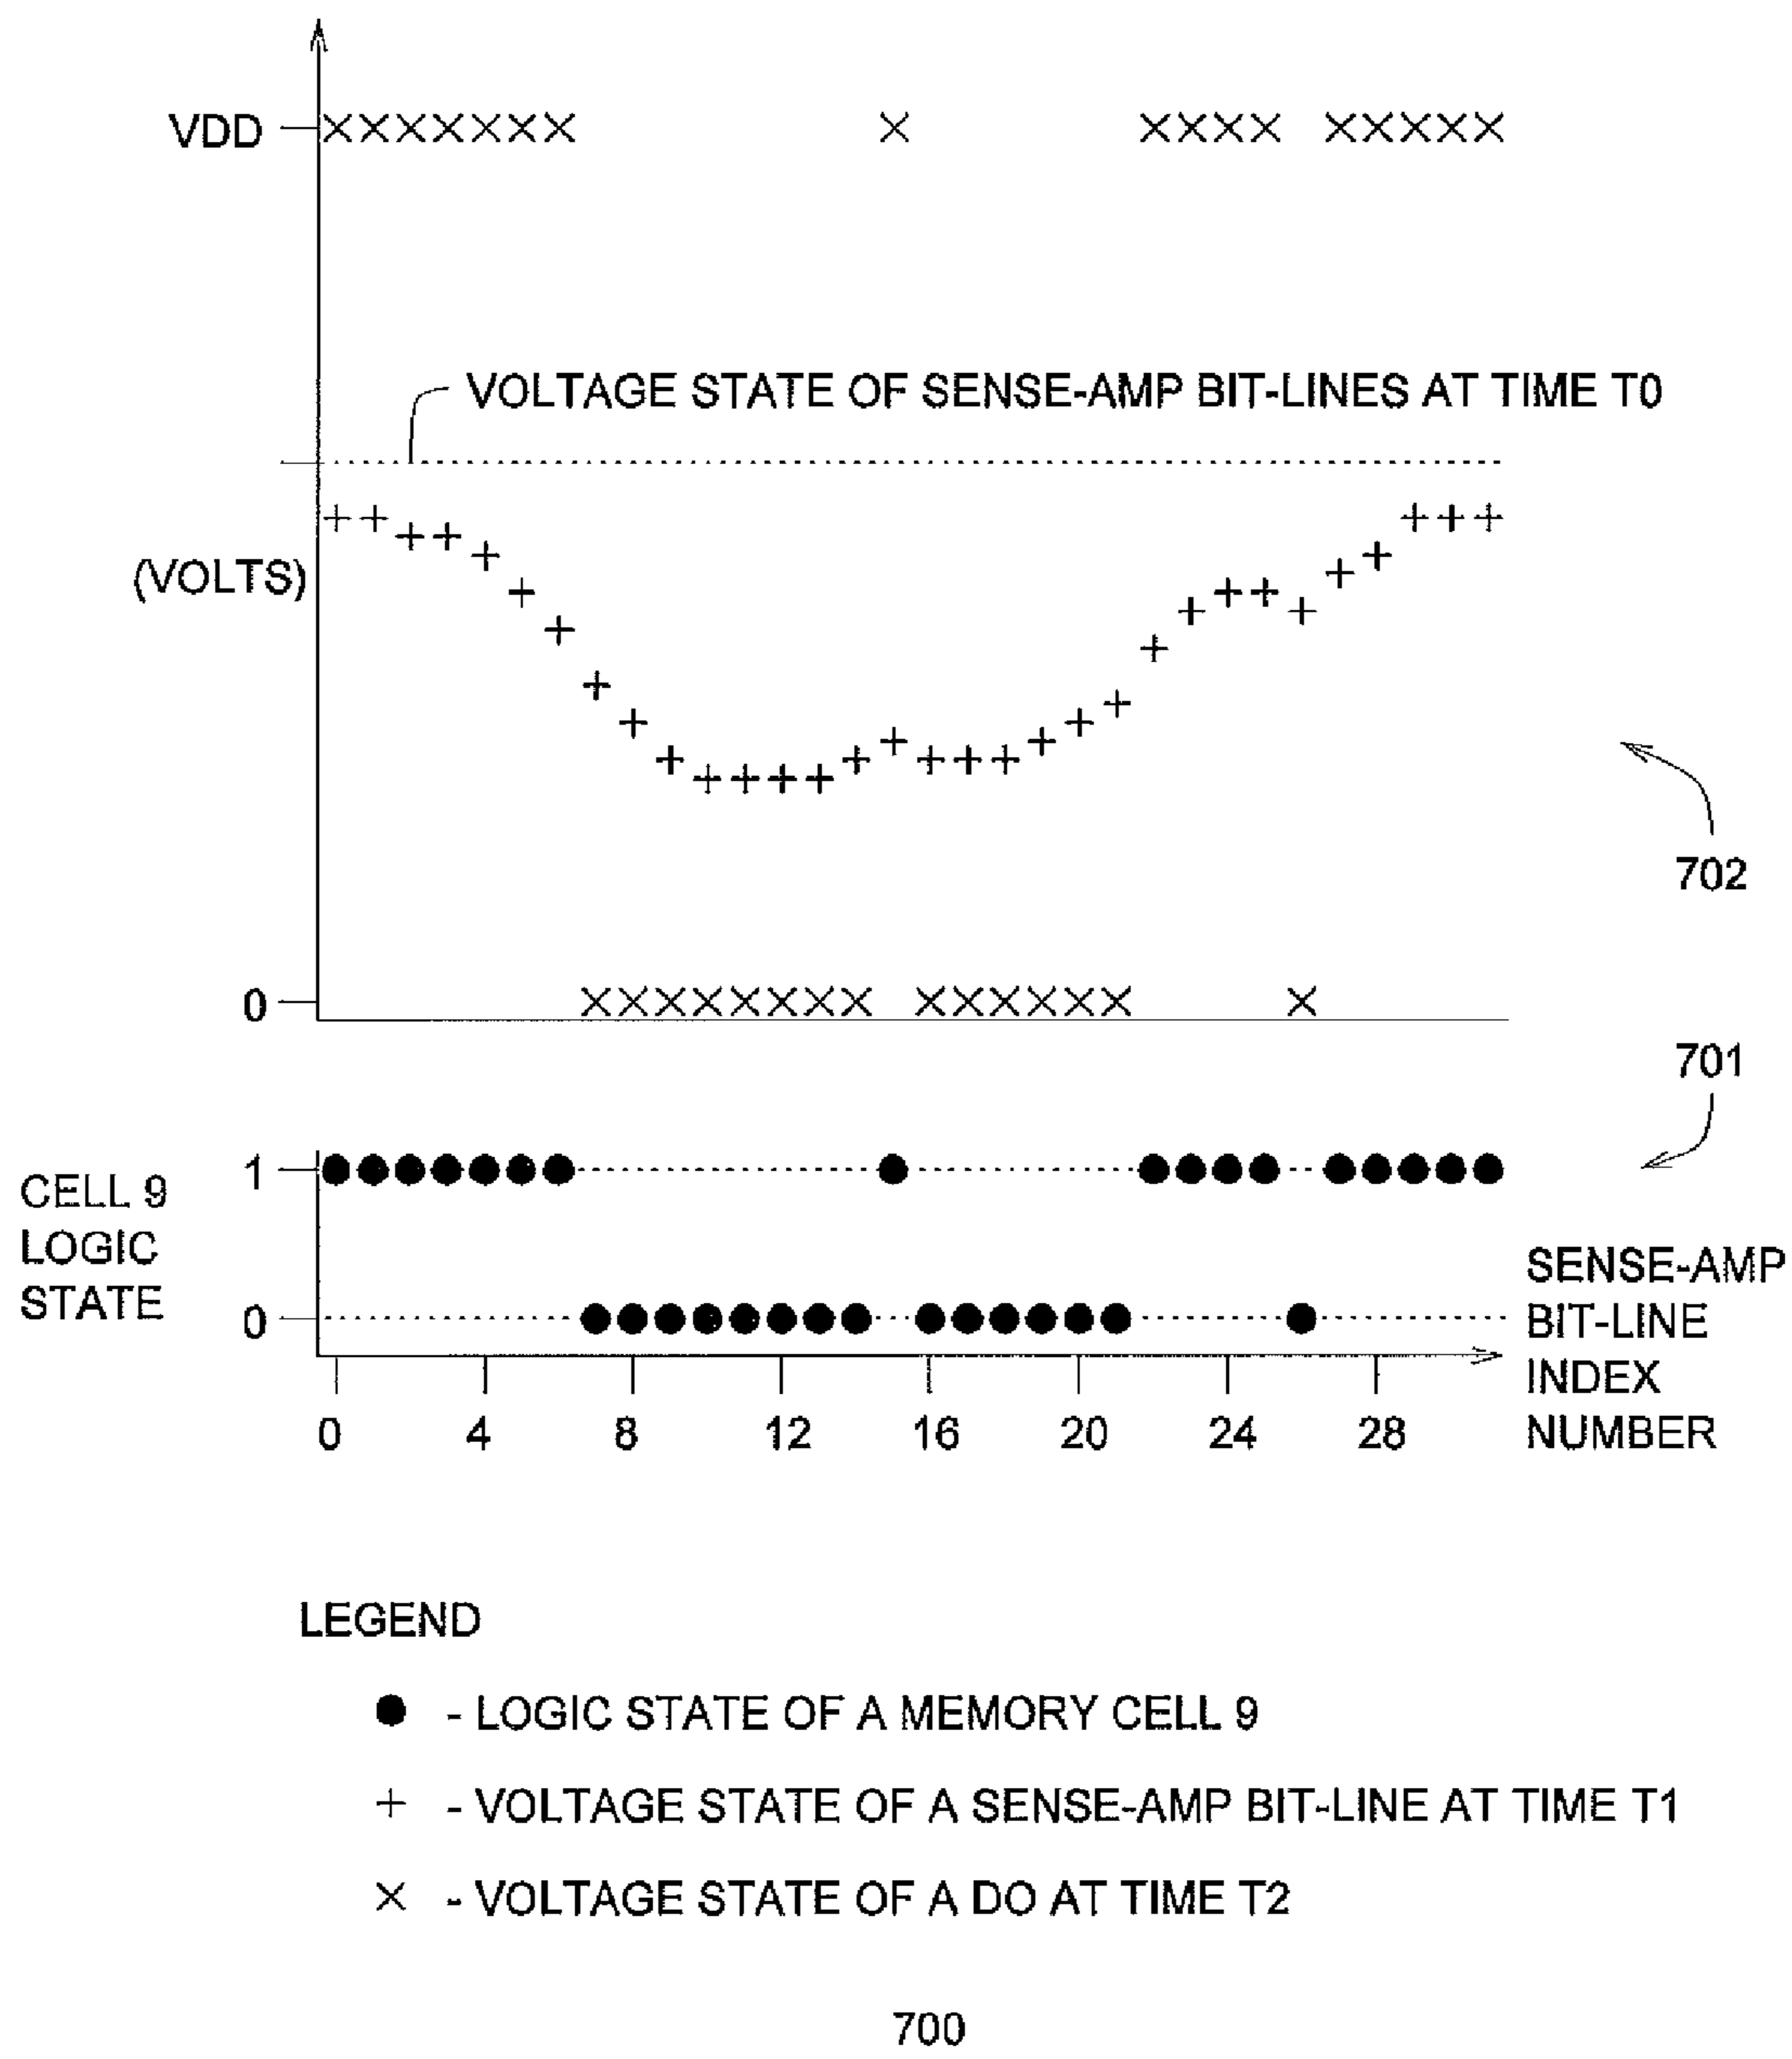 VDD
VOLTAGE STATE OF SENSE-AMP BIT-LINES AT TIME T0
(VOLTS)
702
0
701
CELL 9
LOGIC
STATE
1
0
SENSE-AMP
BIT-LINE
INDEX
NUMBER
0 4 8 12 16 20 24 28
LEGEND
- LOGIC STATE OF A MEMORY CELL 9
- VOLTAGE STATE OF A SENSE-AMP BIT-LINE AT TIME T1
- VOLTAGE STATE OF A DO AT TIME T2
700